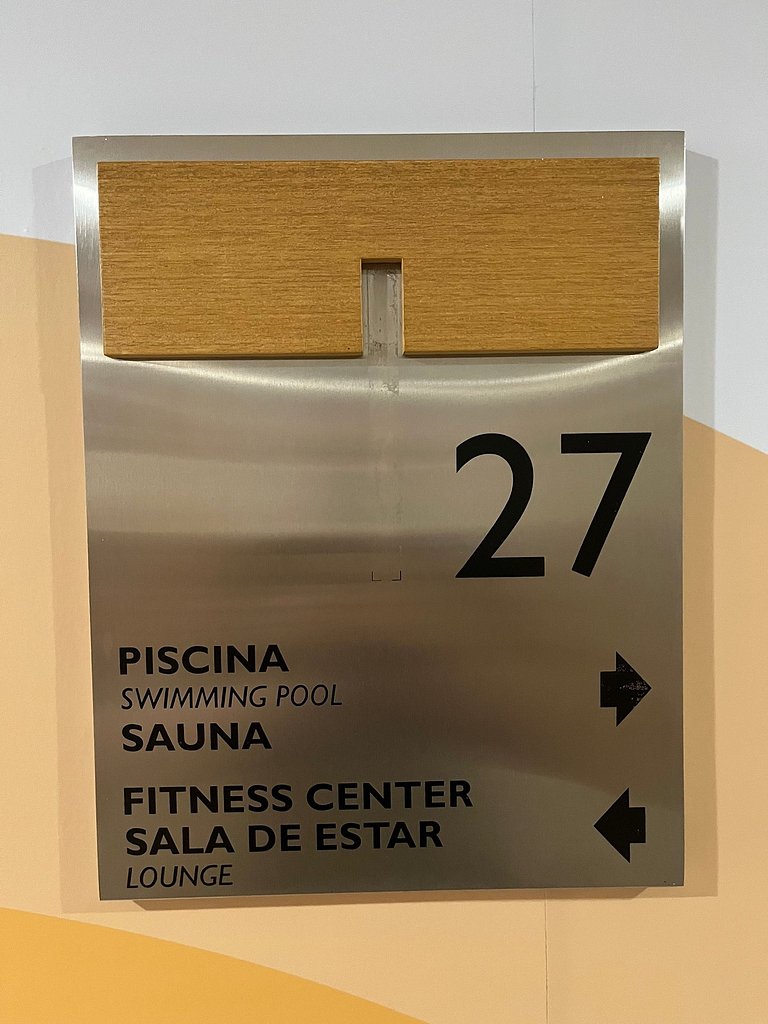 27
PISCINA
SWIMMING POOL
SAUNA
FITNESS CENTER
SALA DE ESTAR
LOUNGE